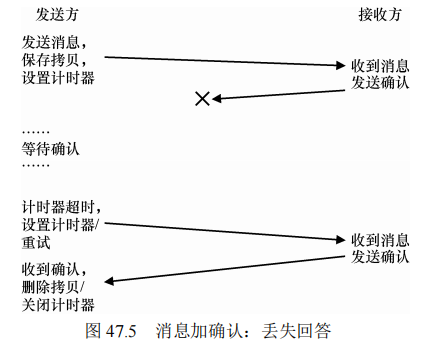 发送方
接收方
发送消息，
保存拷贝，
设置计时器
收到消息
发送确认
……
等待确认
……
计时器超时，
设置计时器/
重试
收到消息
发送确认
收到确认，
删除拷贝/
关闭计时器
图 47.5 消息加确认：丢失回答